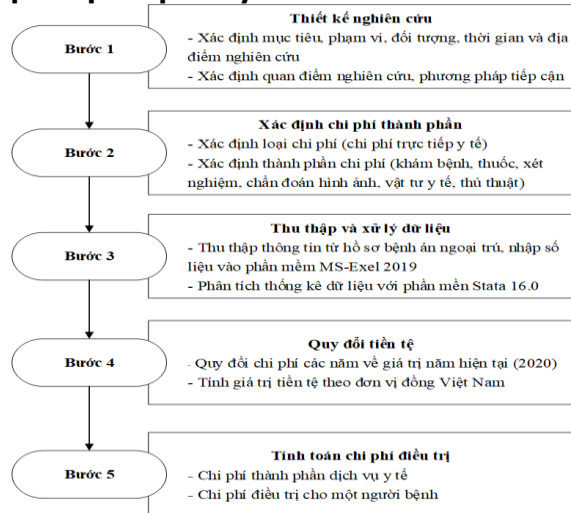 Thiết kế nghiên cứu
Bước 1
- Xác định mục tiêu, phạm vi, đối tượng, thời gian và địa
điểm nghiên cứu
- Xác định quan điểm nghiên cứu, phương pháp tiếp cận
Xác định chi phí thành phần
Bước 2
- Xác định loại chi phí (chi phí trực tiếp y tế)
- Xác định thành phần chi phí (khám bệnh, thuốc, xét
nghiệm, chẩn đoán hình ảnh, vật tư y tế, thủ thuật)
Thu thập và xử lý dữ liệu
Bước 3
- Thu thập thông tin từ hồ sơ bệnh án ngoại trú, nhập số
liệu vào phần mềm MS-Exel 2019
- Phân tích thống kê dữ liệu với phần mền Stata 16.0
Quy đổi tiền tệ
Bước 4
- Quy đổi chi phí các năm về giá trị năm hiện tại (2020)
- Tính giá trị tiền tệ theo đơn vị đồng Việt Nam
Tính toán chi phí điều trị
Bước 5
- Chi phí thành phần dịch vụ y tế
- Chi phí điều trị cho một người bệnh